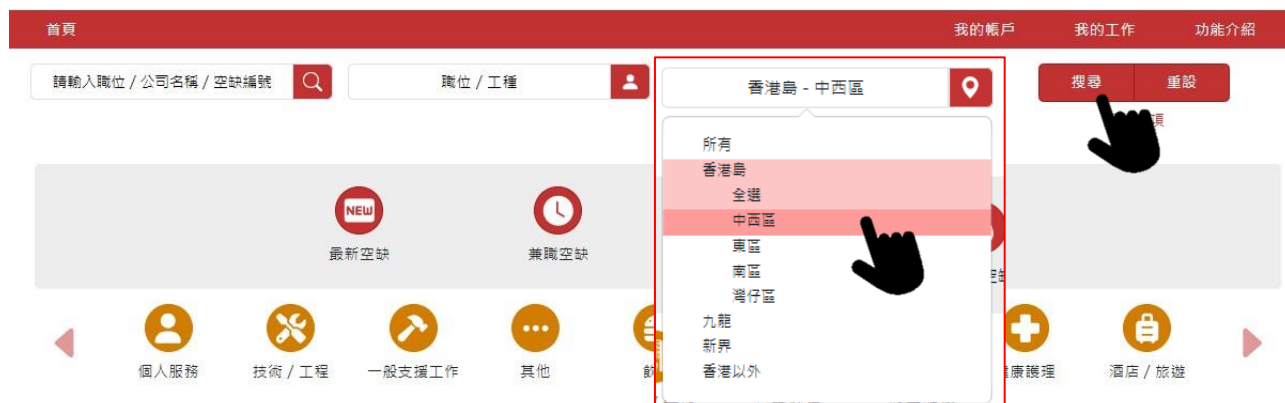 首頁 我的帳戶 我的工作 功能介紹
請輸入職位 / 公司名稱 / 空缺編號 職位 / 工種 香港島 - 中西區 搜尋 重設
所有
香港島
全選
中西區
東區
南區
灣仔區
九龍
新界
香港以外
NEW
最新空缺 兼職空缺
個人服務 技術 / 工程 一般支援工作 其他 康護理 酒店 / 旅遊